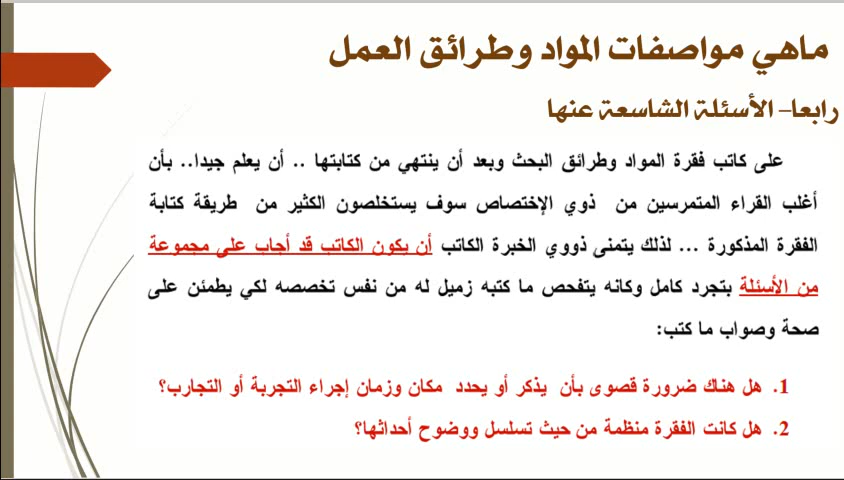 ماهي مواصفات المواد وطرائق العمل
رابعا- الأسئلة الشاسعة عنها
على كاتب فقرة المواد وطرائق البحث وبعد أن ينتهي من كتابتها .. أن يعلم جيدا.. بأن
أغلب القراء المتمرسين من ذوي الإختصاص سوف يستخلصون الكثير من طريقة كتابة
الفقرة المذكورة ... لذلك يتمنى ذووي الخبرة الكاتب أن يكون الكاتب قد أجاب على مجموعة
من الأسئلة بتجرد كامل وكانه يتفحص ما كتبه زميل له من نفس تخصصه لكي يطمئن على
صحة وصواب ما كتب:
1. هل هناك ضرورة قصوى بأن يذكر أو يحدد مكان وزمان إجراء التجربة أو التجارب؟
2. هل كانت الفقرة منظمة من حيث تسلسل ووضوح أحداثها؟